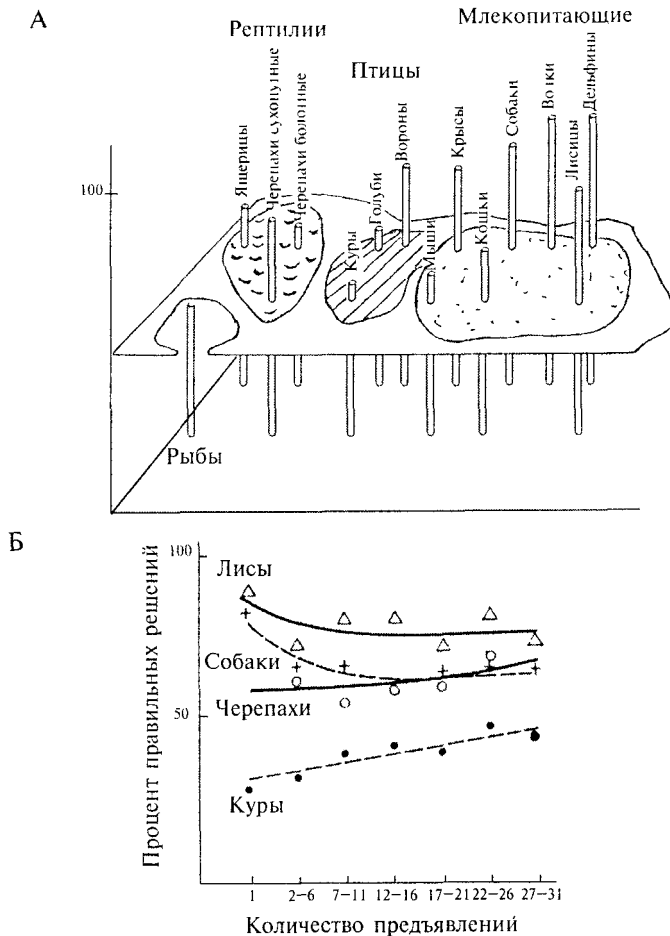 А
Рептилии
Птицы
Млекопитающие
Ящерицы
Черепахи сухопутные
Черепахи болотные
Куры
Голуби
Вороны
Мыши
Крысы
Кошки
Собаки
Волки
Лисицы
Дельфины
100
Рыбы
Б
Процент правильных решений
100
50
Лисы
Собаки
Черепахи
Куры
1 2–6 7–11 12–16 17–21 22–26 27–31
Количество предъявлений